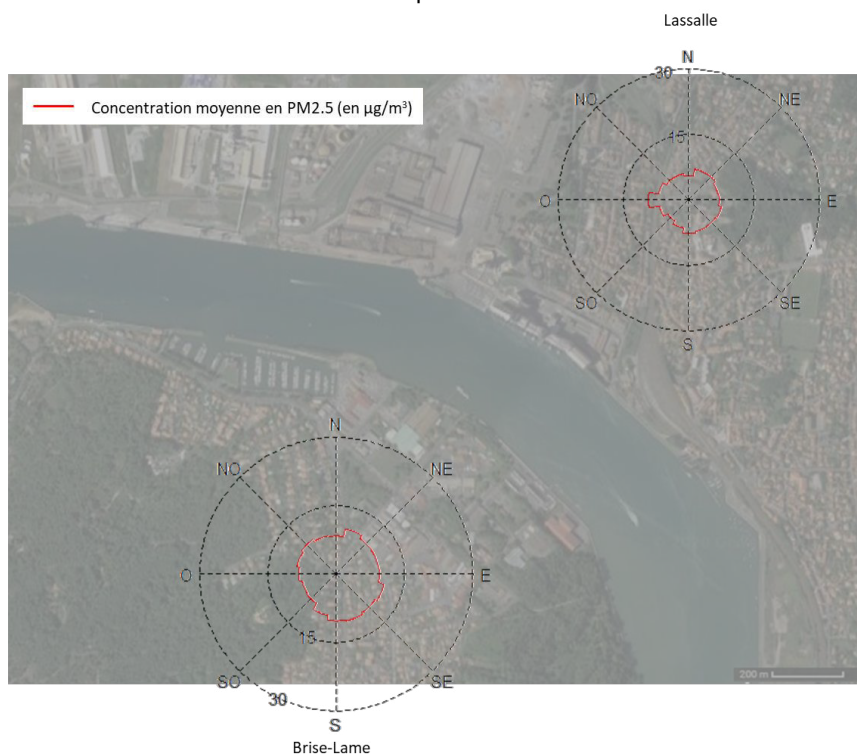 Lassalle
N
30
NO
NE
Concentration moyenne en PM2.5 (en µg/m³)
15
O
E
SO
SE
S
N
NO
NE
O
E
15
SO
SE
30
S
200 m
Brise-Lame